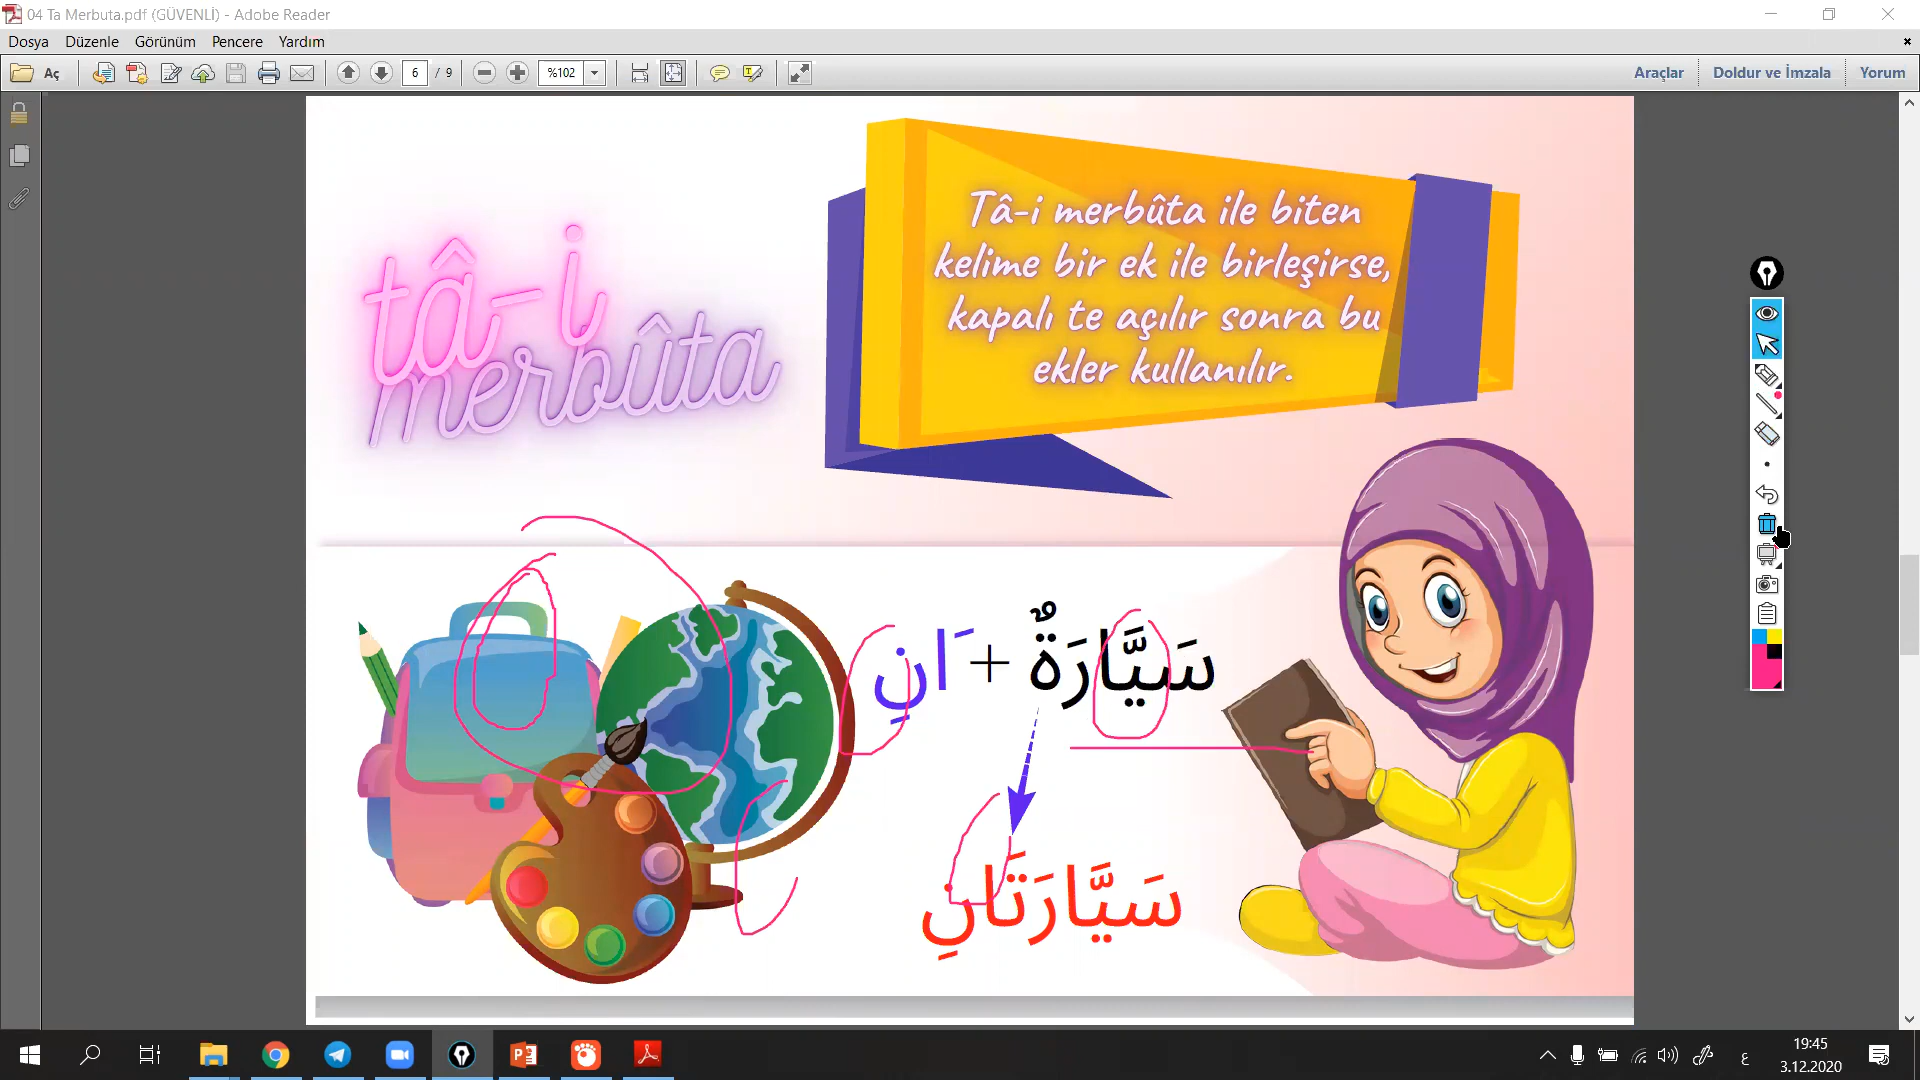 04 Ta Merbuta.pdf (GÜVENLİ) - Adobe Reader
Dosya Düzenle Görünüm Pencere Yardım
Aç 6 / 9 %102 Araçlar Doldur ve İmzala Yorum
tâ-i
merbûta
Tâ-i merbûta ile biten
kelime bir ek ile birleşirse,
kapalı te açılır sonra bu
ekler kullanılır.
سَيَّارَةٌ + َانِ
سَيَّارَتَانِ
ع 19:45
3.12.2020